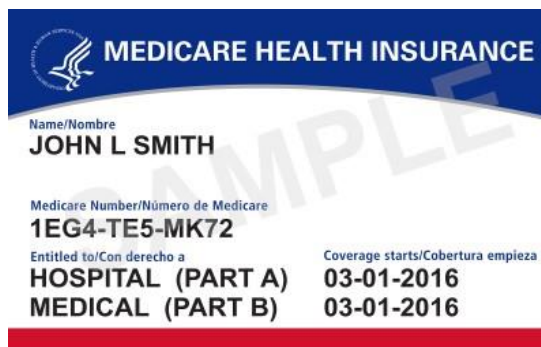 MEDICARE HEALTH INSURANCE
Name/Nombre
JOHN L SMITH
Medicare Number/Número de Medicare
1EG4-TE5-MK72
Entitled to/Con derecho a Coverage starts/Cobertura empieza
HOSPITAL (PART A) 03-01-2016
MEDICAL (PART B) 03-01-2016
SAMPLE